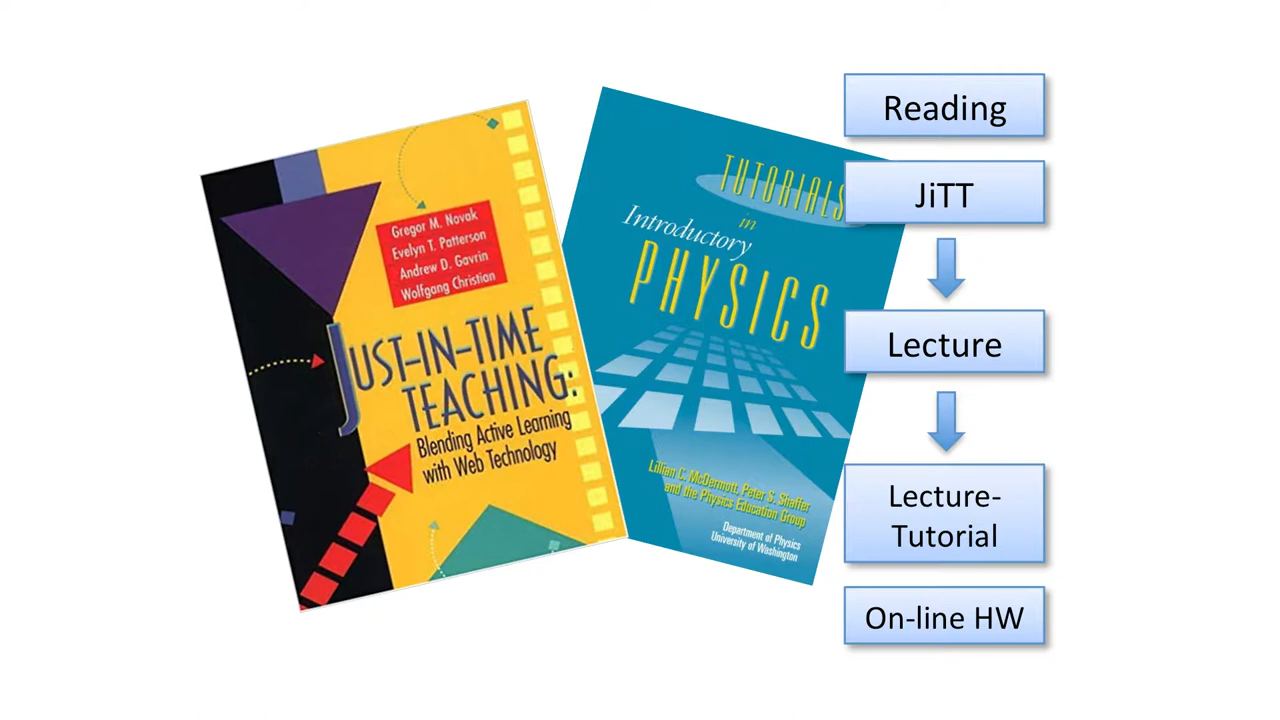 Gregor M. Novak
Evelyn T. Patterson
Andrew D. Gavrin
Wolfgang Christian
JUST-IN-TIME
TEACHING:
Blending Active Learning
with Web Technology
TUTORIALS
in
Introductory
PHYSICS
Lillian C. McDermott, Peter S. Shaffer
and the Physics Education Group
Department of Physics
University of Washington
Reading
JiTT
Lecture
Lecture-
Tutorial
On-line HW